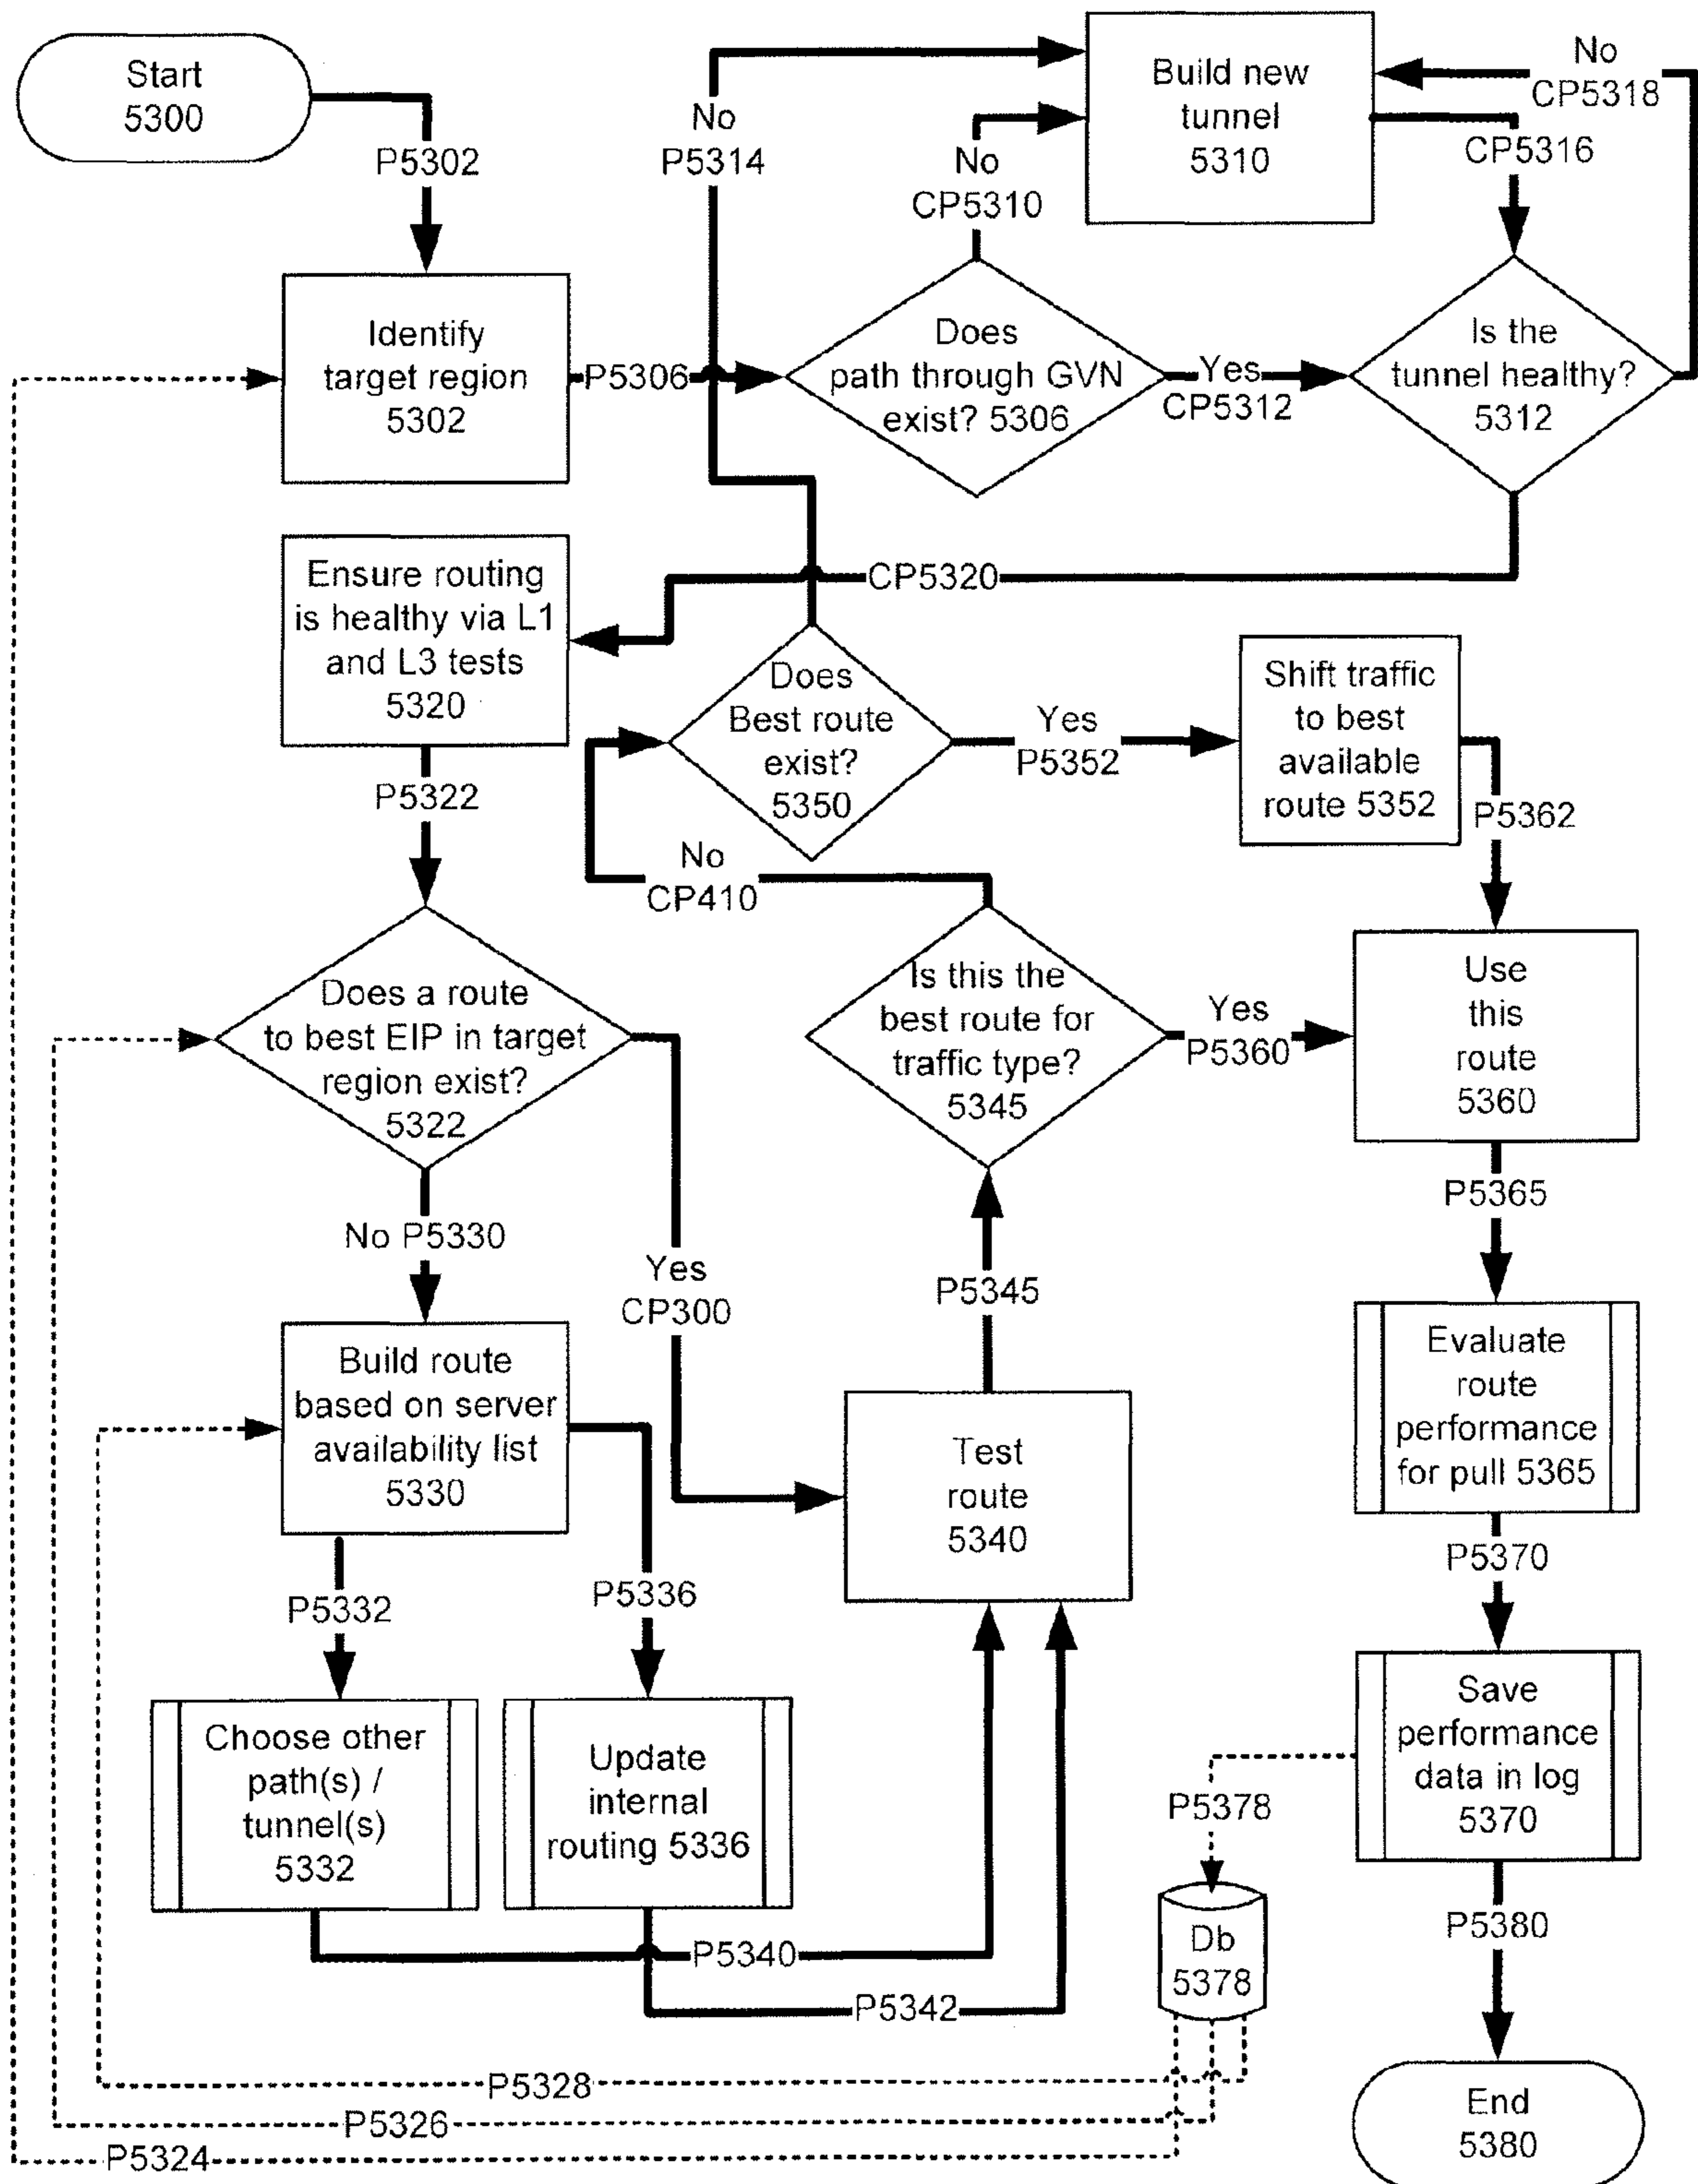 Start
5300
P5302
Identify
target region
5302
P5306
No
P5314
Does
path through GVN
exist? 5306
No
CP5310
Build new
tunnel
5310
No
CP5318
CP5316
Yes
CP5312
Is the
tunnel healthy?
5312
CP5320
Ensure routing
is healthy via L1
and L3 tests
5320
P5322
Does
Best route
exist?
5350
Yes
P5352
Shift traffic
to best
available
route 5352
P5362
No
CP410
Does a route
to best EIP in target
region exist?
5322
Is this the
best route for
traffic type?
5345
Yes
P5360
Use
this
route
5360
P5365
No P5330
Yes
CP300
P5345
Build route
based on server
availability list
5330
Test
route
5340
Evaluate
route
performance
for pull 5365
P5370
P5332
P5336
Choose other
path(s) /
tunnel(s)
5332
Update
internal
routing 5336
Save
performance
data in log
5370
P5378
P5340
P5342
Db
5378
P5380
P5328
P5326
P5324
End
5380